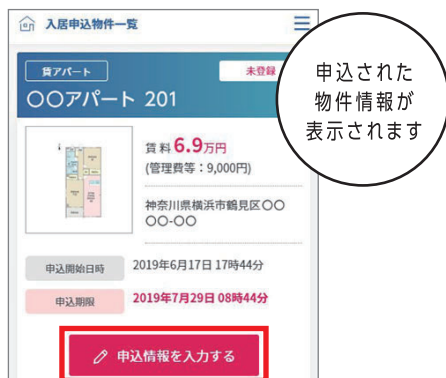 入居申込物件一覧
貸アパート
未登録
〇〇アパート 201
賃料6.9万円
(管理費等：9,000円)
神奈川県横浜市鶴見区〇〇
〇〇-〇〇
申込開始日時
2019年6月17日 17時44分
申込期限
2019年7月29日 08時44分
申込情報を入力する
申込された
物件情報が
表示されます